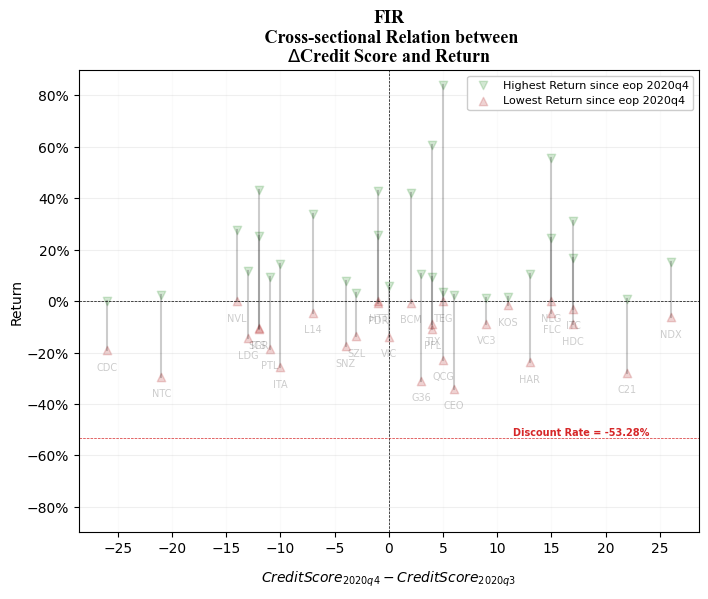 FIR
Cross-sectional Relation between
ΔCredit Score and Return
Highest Return since eop 2020q4
Lowest Return since eop 2020q4
80%
60%
40%
20%
0%
−20%
−40%
−60%
−80%
Return
NVL
L14
BCM
TEG
KOS
NLG
FLC
HDC
VC3
NDX
LDG
SZL
VIC
PTL
SNZ
CDC
ITA
QCG
HAR
C21
NTC
G36
CEO
Discount Rate = -53.28%
−25
−20
−15
−10
−5
0
5
10
15
20
25
CreditScore2020q4 − CreditScore2020q3